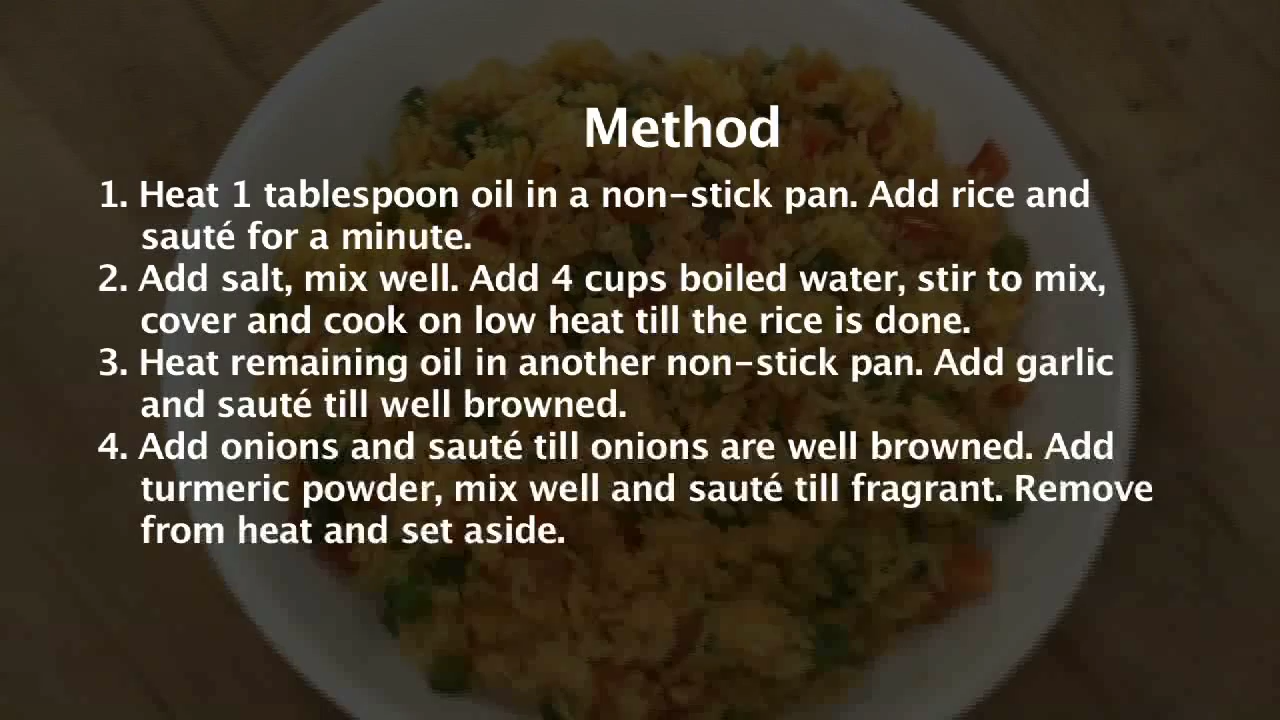 Method
1. Heat 1 tablespoon oil in a non-stick pan. Add rice and
sauté for a minute.
2. Add salt, mix well. Add 4 cups boiled water, stir to mix,
cover and cook on low heat till the rice is done.
3. Heat remaining oil in another non-stick pan. Add garlic
and sauté till well browned.
4. Add onions and sauté till onions are well browned. Add
turmeric powder, mix well and sauté till fragrant. Remove
from heat and set aside.